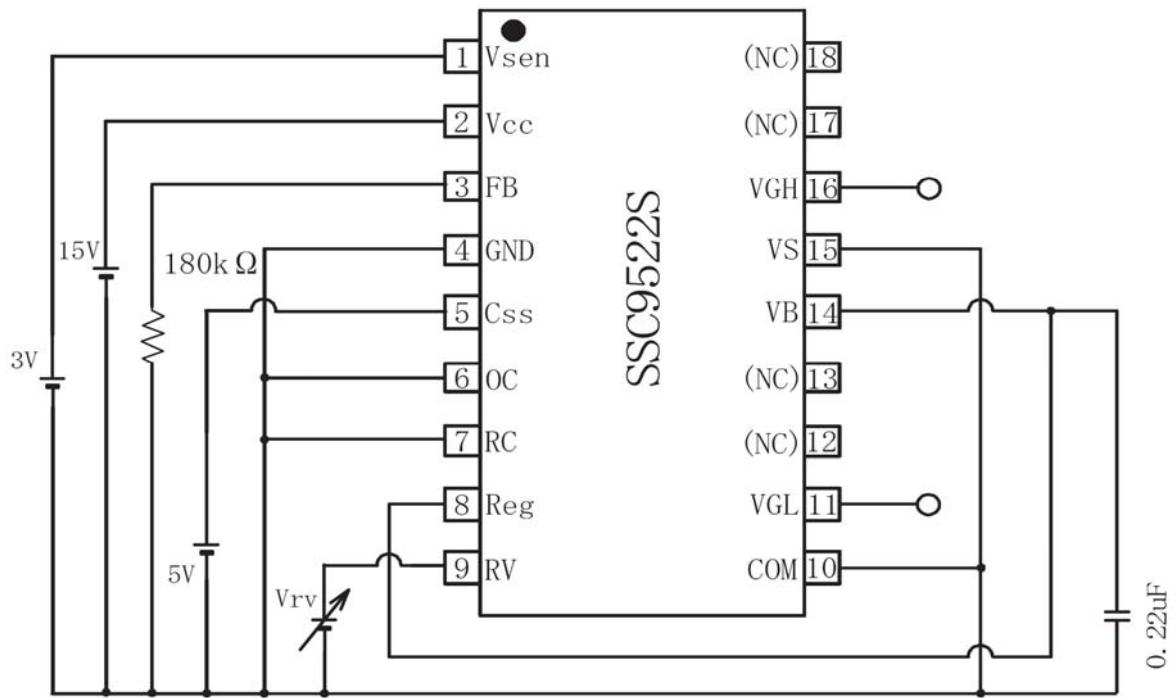 1 Vsen
2 Vcc
3 FB
4 GND
5 Css
6 OC
7 RC
8 Reg
9 RV
SSC9522S
(NC) 18
(NC) 17
VGH 16
VS 15
VB 14
(NC) 13
(NC) 12
VGL 11
COM 10
15V
180kΩ
3V
5V
Vrv
0.22uF